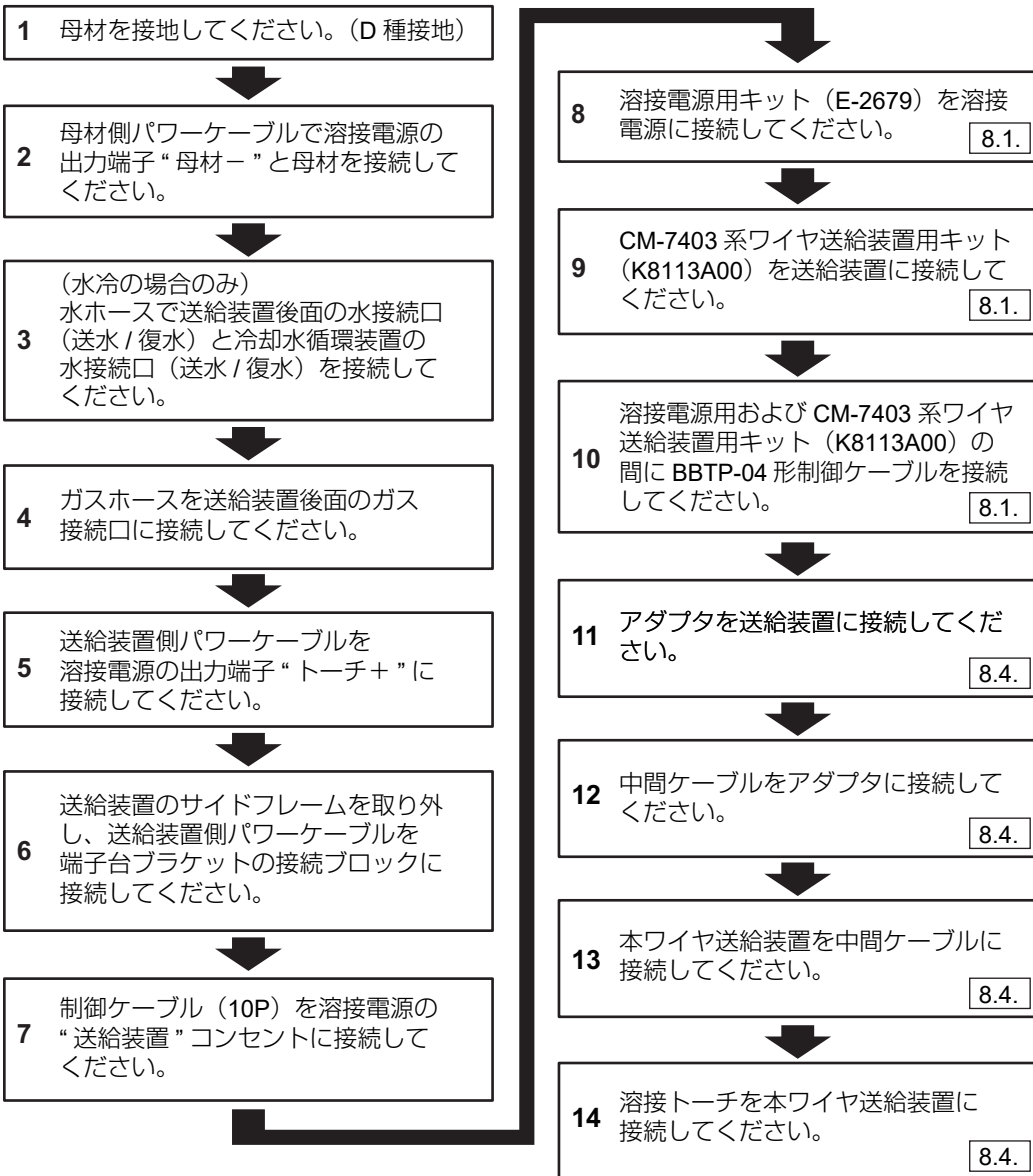 1 母材を接地してください。（D 種接地）
2 母材側パワーケーブルで溶接電源の
出力端子 “ 母材－ ” と母材を接続して
ください。
（水冷の場合のみ）
水ホースで送給装置後面の水接続口
3 （送水 / 復水）と冷却水循環装置の
水接続口（送水 / 復水）を接続して
ください。
4 ガスホースを送給装置後面のガス
接続口に接続してください。
5 送給装置側パワーケーブルを
溶接電源の出力端子 “ トーチ＋ ” に
接続してください。
6 送給装置のサイドフレームを取り外
し、送給装置側パワーケーブルを
端子台ブラケットの接続ブロックに
接続してください。
7 制御ケーブル（10P）を溶接電源の
“ 送給装置 ” コンセントに接続して
ください。
8 溶接電源用キット（E-2679）を溶接
電源に接続してください。 8.1.
9 CM-7403 系ワイヤ送給装置用キット
（K8113A00）を送給装置に接続して
ください。 8.1.
10 溶接電源用および CM-7403 系ワイヤ
送給装置用キット（K8113A00）の
間に BBTP-04 形制御ケーブルを接続
してください。 8.1.
11 アダプタを送給装置に接続してくだ
さい。 8.4.
12 中間ケーブルをアダプタに接続して
ください。 8.4.
13 本ワイヤ送給装置を中間ケーブルに
接続してください。 8.4.
14 溶接トーチを本ワイヤ送給装置に
接続してください。 8.4.